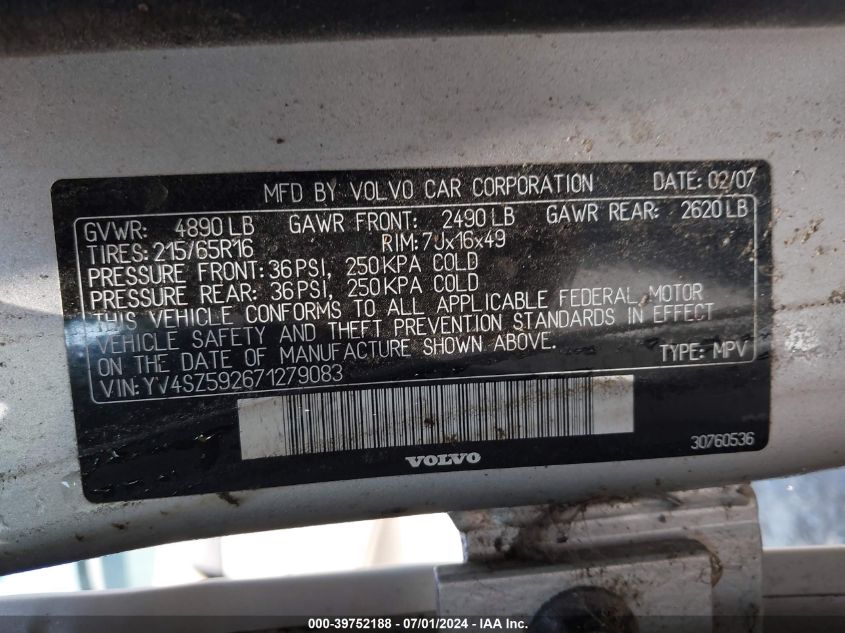 MFD BY VOLVO CAR CORPORATION DATE: 02/07
GVWR: 4890 LB GAWR FRONT: 2490 LB GAWR REAR: 2620 LB
TIRES: 215/65R16 RIM: 7Jx16x49
PRESSURE FRONT: 36 PSI, 250 KPA COLD
PRESSURE REAR: 36 PSI, 250 KPA COLD
THIS VEHICLE CONFORMS TO ALL APPLICABLE FEDERAL MOTOR
VEHICLE SAFETY AND THEFT PREVENTION STANDARDS IN EFFECT
ON THE DATE OF MANUFACTURE SHOWN ABOVE. TYPE: MPV
VIN: YV4SZ592671279083
30760536
VOLVO
000-39752188 - 07/01/2024 - IAA Inc.